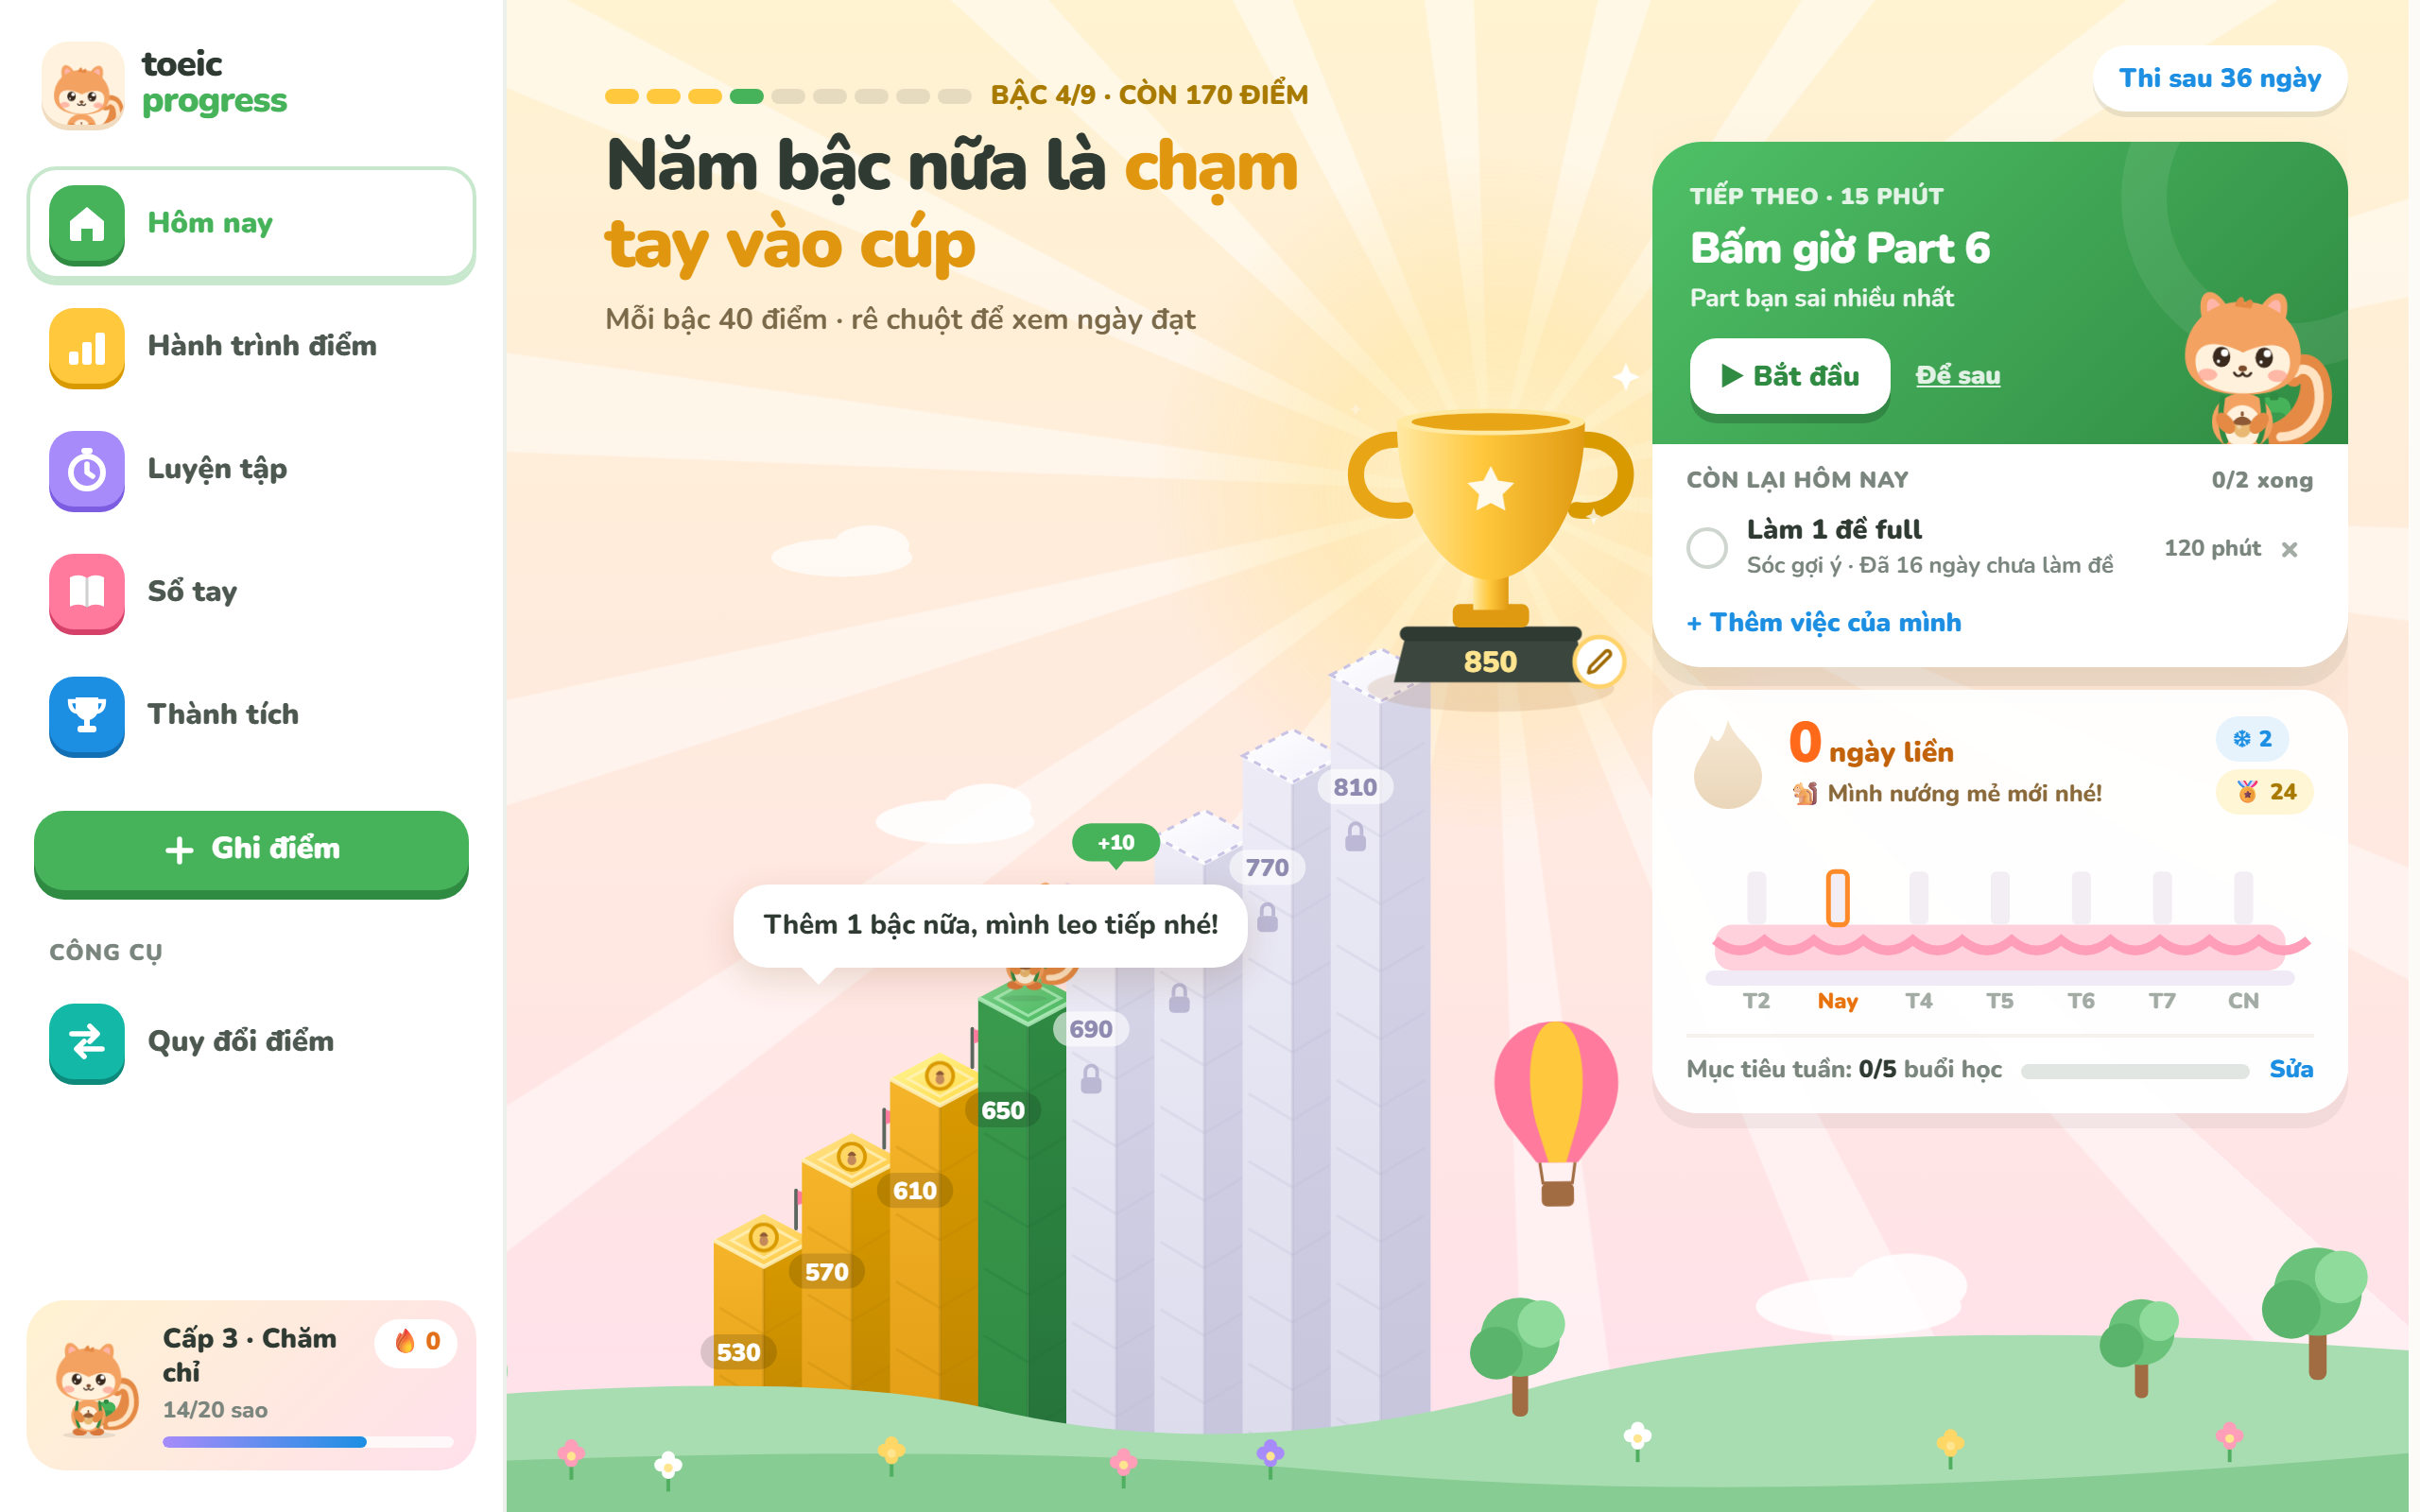 toeic
progress
Hôm nay
Hành trình điểm
Luyện tập
Sổ tay
Thành tích
+ Ghi điểm
CÔNG CỤ
Quy đổi điểm
Cấp 3 · Chăm
chỉ
0
14/20 sao
BẬC 4/9 · CÒN 170 ĐIỂM
Năm bậc nữa là chạm
tay vào cúp
Mỗi bậc 40 điểm · rê chuột để xem ngày đạt
850
810
770
+10
Thêm 1 bậc nữa, mình leo tiếp nhé!
690
650
610
570
530
Thi sau 36 ngày
TIẾP THEO · 15 PHÚT
Bấm giờ Part 6
Part bạn sai nhiều nhất
Bắt đầu
Để sau
CÒN LẠI HÔM NAY
0/2 xong
Làm 1 đề full
Sóc gợi ý · Đã 16 ngày chưa làm đề
120 phút
+ Thêm việc của mình
0 ngày liền
2
Mình nướng mẻ mới nhé!
24
T2 Nay T4 T5 T6 T7 CN
Mục tiêu tuần: 0/5 buổi học
Sửa